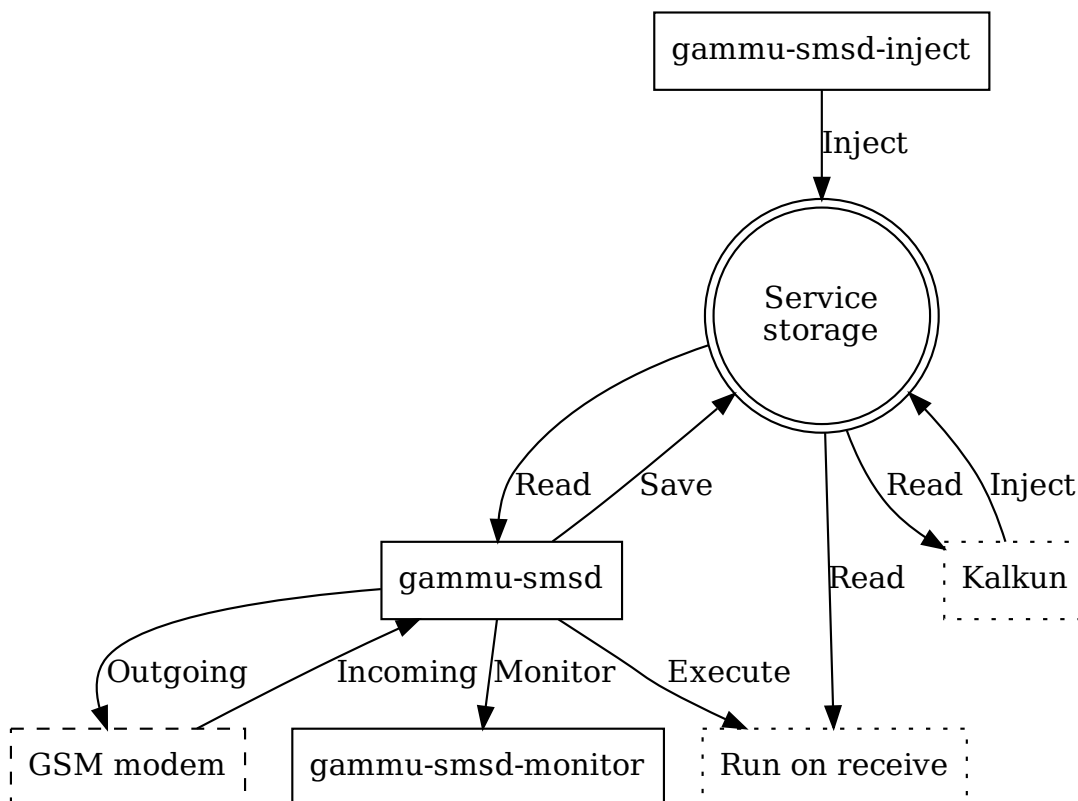 gammu-smsd-inject
Inject
Service
storage
Read
Save
Read
Inject
gammu-smsd
Read
Kalkun
Outgoing
Incoming
Monitor
Execute
GSM modem
gammu-smsd-monitor
Run on receive